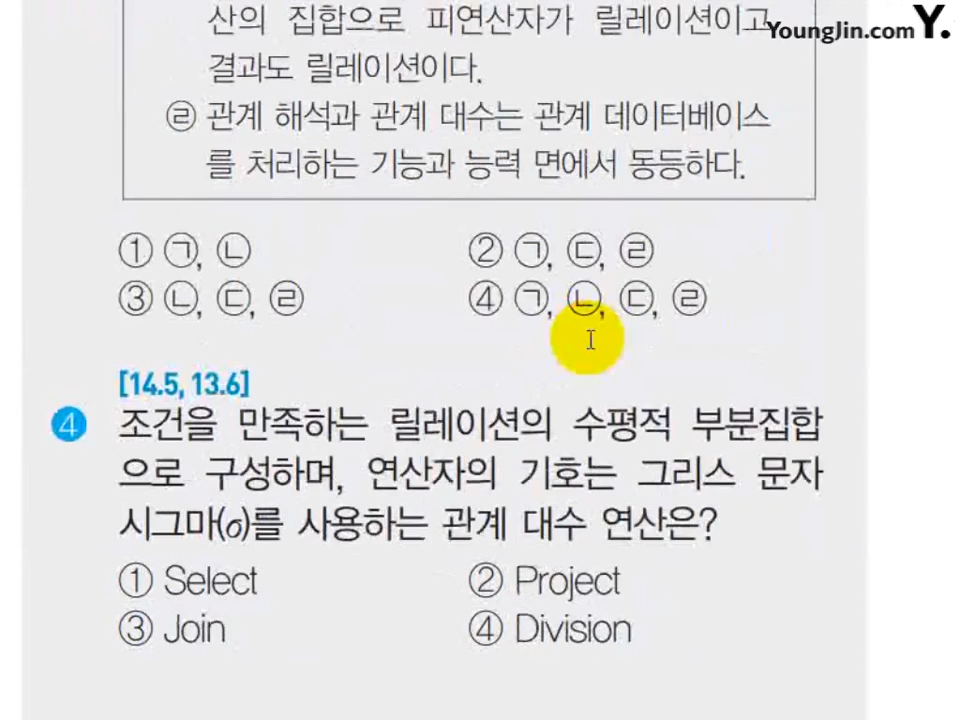 산의 집합으로 피연산자가 릴레이션이고
YoungJin.com Y.
결과도 릴레이션이다.
㉣ 관계 해석과 관계 대수는 관계 데이터베이스
를 처리하는 기능과 능력 면에서 동등하다.
① ㉠, ㉡
② ㉠, ㉢, ㉣
③ ㉡, ㉢, ㉣
④ ㉠, ㉡, ㉢, ㉣
[14.5, 13.6]
4 조건을 만족하는 릴레이션의 수평적 부분집합
으로 구성하며, 연산자의 기호는 그리스 문자
시그마(σ)를 사용하는 관계 대수 연산은?
① Select
② Project
③ Join
④ Division